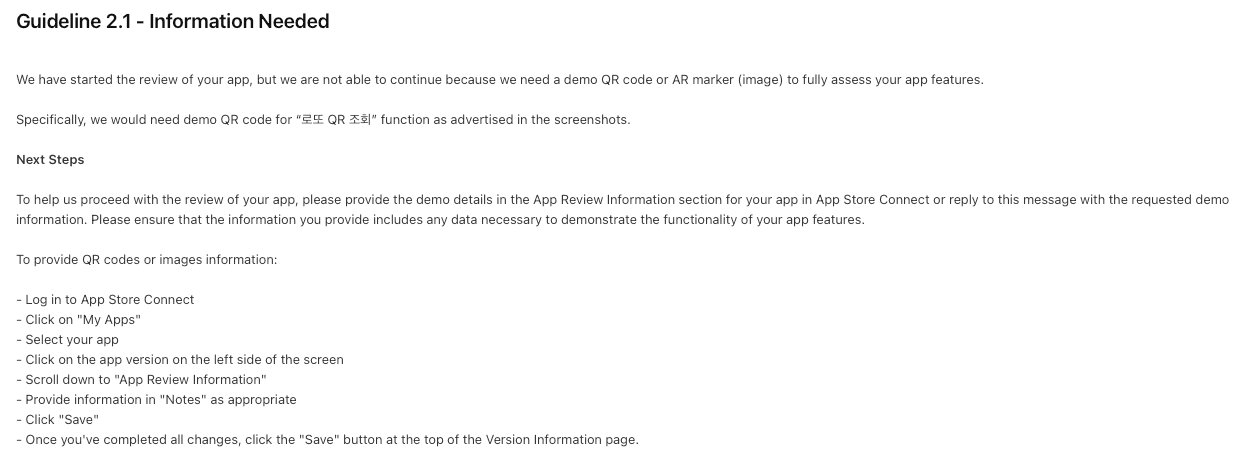 Guideline 2.1 - Information Needed
We have started the review of your app, but we are not able to continue because we need a demo QR code or AR marker (image) to fully assess your app features.
Specifically, we would need demo QR code for “로또 QR 조회” function as advertised in the screenshots.
Next Steps
To help us proceed with the review of your app, please provide the demo details in the App Review Information section for your app in App Store Connect or reply to this message with the requested demo
information. Please ensure that the information you provide includes any data necessary to demonstrate the functionality of your app features.
To provide QR codes or images information:
- Log in to App Store Connect
- Click on "My Apps"
- Select your app
- Click on the app version on the left side of the screen
- Scroll down to "App Review Information"
- Provide information in "Notes" as appropriate
- Click "Save"
- Once you've completed all changes, click the "Save" button at the top of the Version Information page.